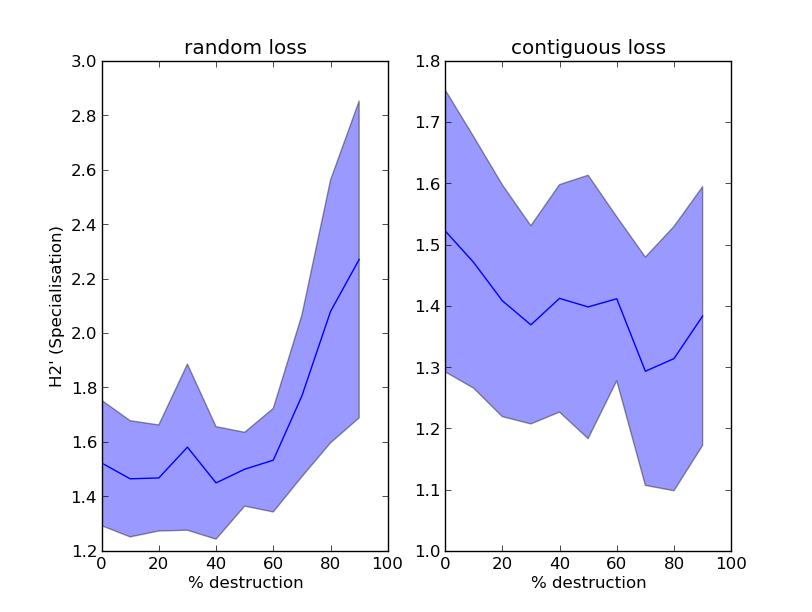 random loss
contiguous loss
H2' (Specialisation)
3.0
2.8
2.6
2.4
2.2
2.0
1.8
1.6
1.4
1.2
0 20 40 60 80 100
% destruction
1.8
1.7
1.6
1.5
1.4
1.3
1.2
1.1
1.0
0 20 40 60 80 100
% destruction